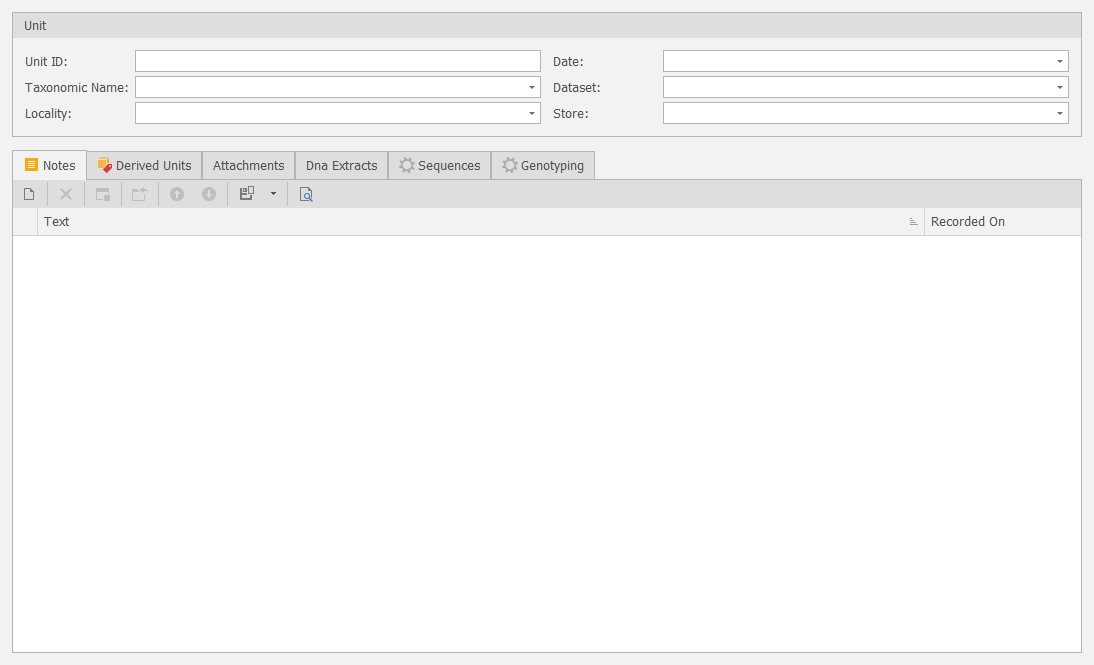 Unit
Unit ID: Date:
Taxonomic Name: Dataset:
Locality: Store:
Notes Derived Units Attachments Dna Extracts Sequences Genotyping
Text Recorded On